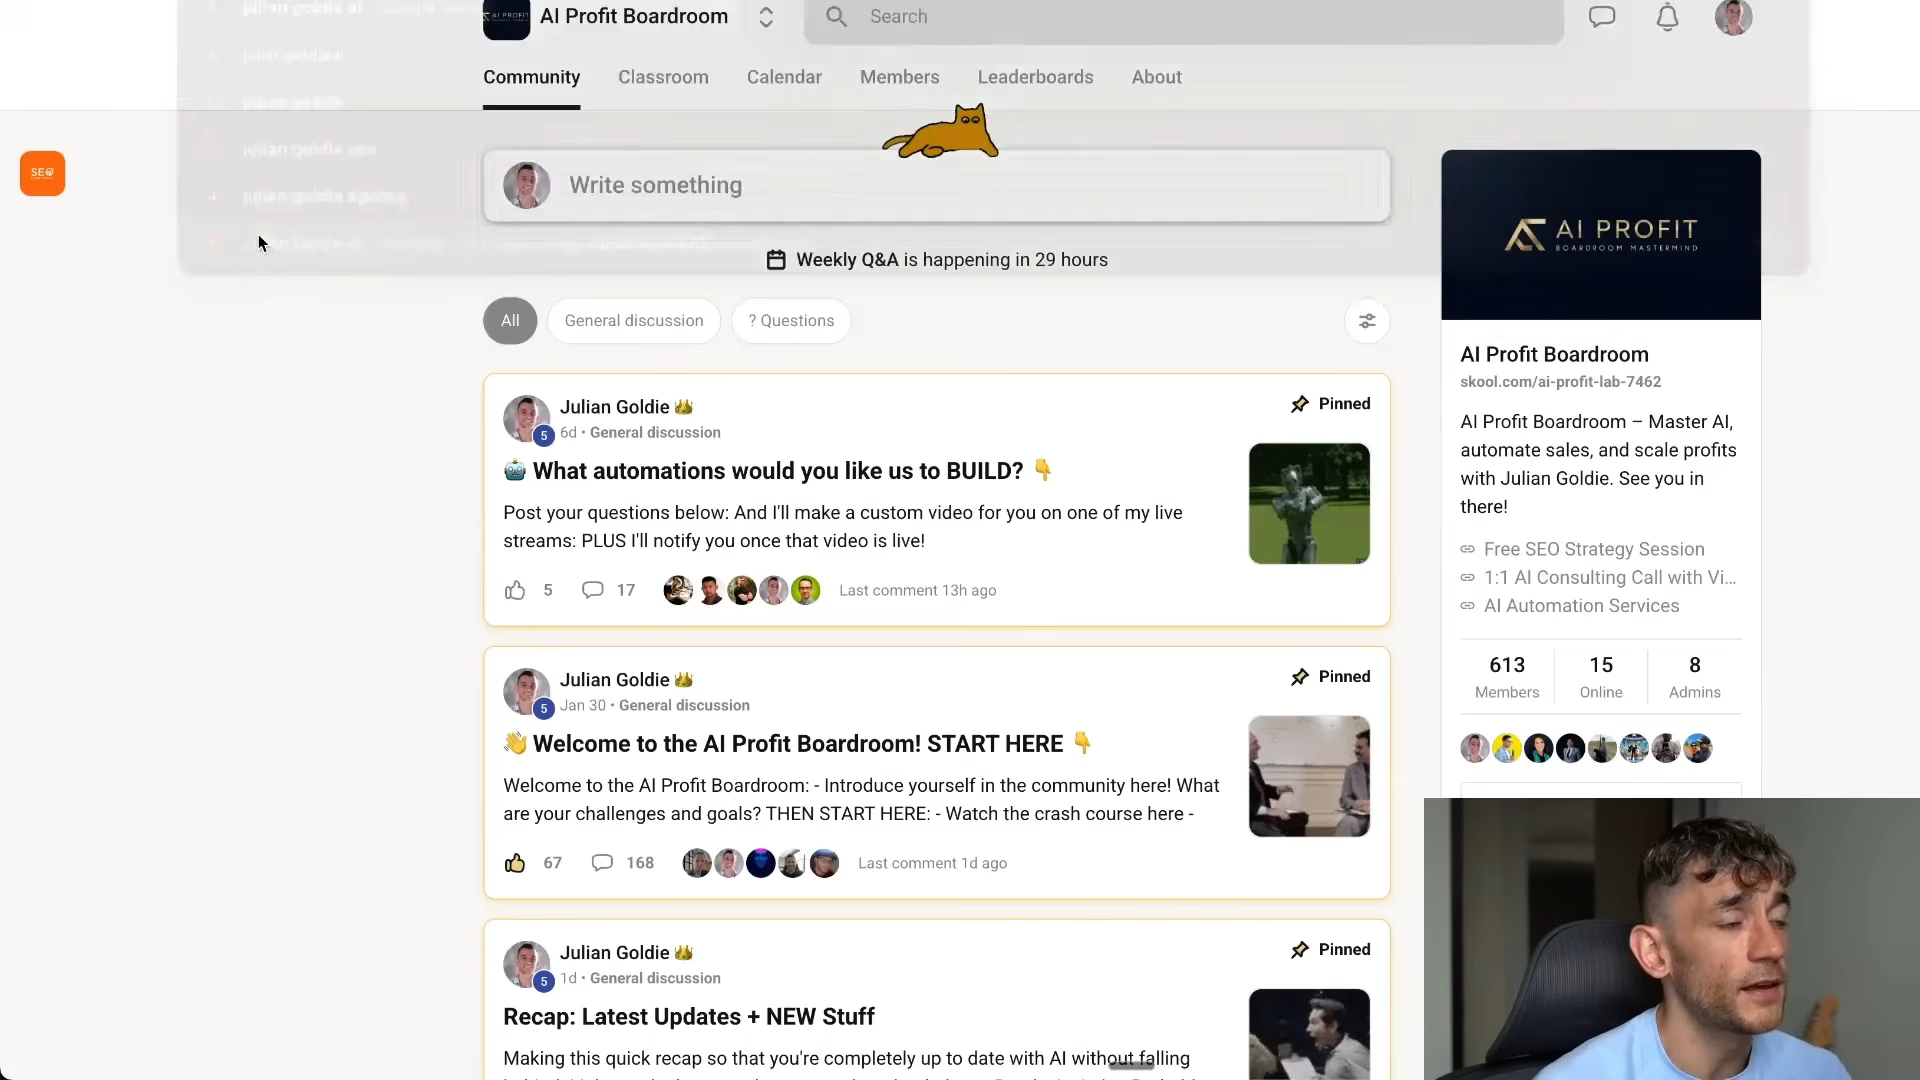 AI Profit Boardroom
Search
Community
Classroom
Calendar
Members
Leaderboards
About
SEO
Write something
Weekly Q&A is happening in 29 hours
All
General discussion
? Questions
Julian Goldie 👑
Pinned
5
6d • General discussion
🤖 What automations would you like us to BUILD? 👇
Post your questions below: And I'll make a custom video for you on one of my live
streams: PLUS I'll notify you once that video is live!
5
17
Last comment 13h ago
Julian Goldie 👑
Pinned
5
Jan 30 • General discussion
👋 Welcome to the AI Profit Boardroom! START HERE 👇
Welcome to the AI Profit Boardroom: - Introduce yourself in the community here! What
are your challenges and goals? THEN START HERE: - Watch the crash course here -
67
168
Last comment 1d ago
Julian Goldie 👑
Pinned
5
1d • General discussion
Recap: Latest Updates + NEW Stuff
Making this quick recap so that you're completely up to date with AI without falling
AI PROFIT
BOARDROOM MASTERMIND
AI Profit Boardroom
skool.com/ai-profit-lab-7462
AI Profit Boardroom – Master AI,
automate sales, and scale profits
with Julian Goldie. See you in
there!
Free SEO Strategy Session
1:1 AI Consulting Call with Vi...
AI Automation Services
613
Members
15
Online
8
Admins